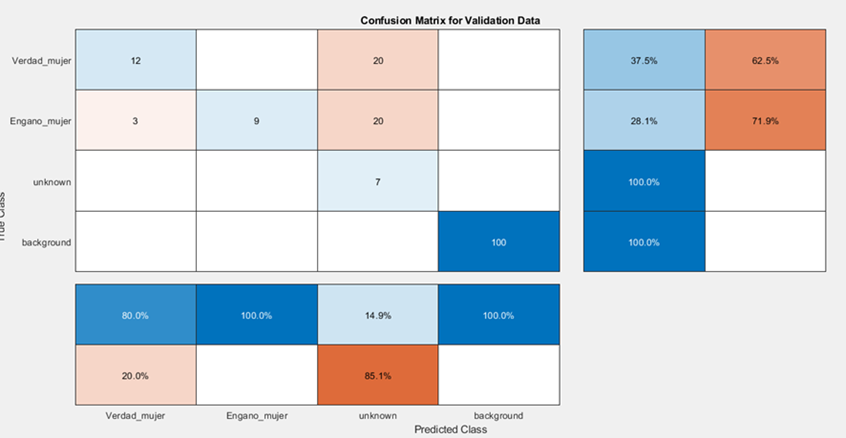 Confusion Matrix for Validation Data
Verdad_mujer 12 20 37.5% 62.5%
Engano_mujer 3 9 20 28.1% 71.9%
unknown 7 100.0%
background 100 100.0%
True Class
80.0% 100.0% 14.9% 100.0%
20.0% 85.1%
Verdad_mujer Engano_mujer unknown background
Predicted Class